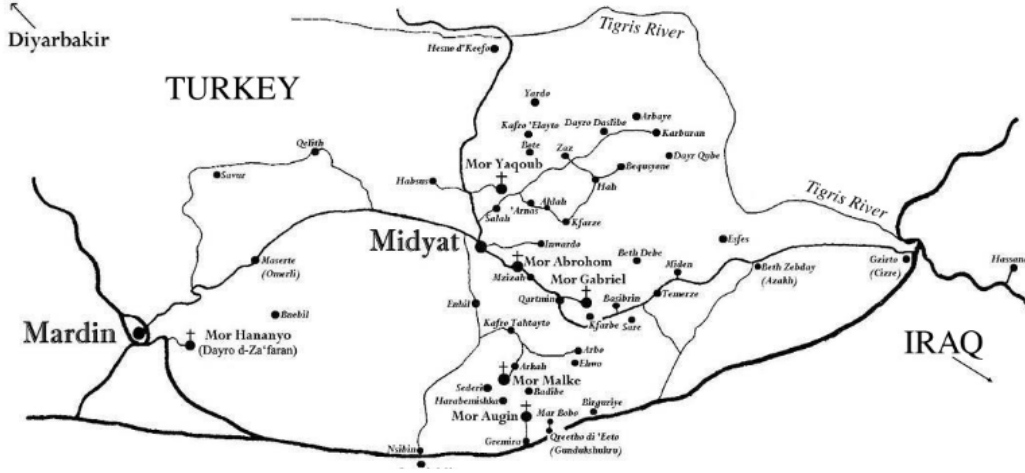 Diyarbakir
TURKEY
Hesno d'Keefo
Tigris River
Yardo
Kafro 'Elayto
Dayro Daslibo
Arbaye
Karburan
Bote
Zaz
Dayr Qube
Qelith
Savur
Mor Yaqoub
Bequsyone
Habsus
Hah
'Arnas
Ahlah
Salah
Kfarze
Tigris River
Midyat
Inwardo
Esfes
Mor Abrohom
Beth Debe
Maserte
(Omerli)
Mzizah
Mor Gabriel
Miden
Beth Zebday
(Azakh)
Gzirto
(Cizre)
Hassana
Enhil
Qartmin
Basibrin
Temerze
Bnebil
Kfarbe
Sare
Mardin
Mor Hananyo
(Dayro d-Za'faran)
Kafro Tahtayto
Arbo
Ehwo
IRAQ
Arkah
Mor Malke
Sederi
Badibe
Harabemishka
Mor Augin
Mar Bobo
Birguriye
Nsibin
Gremira
Qreetho di 'Eeto
(Gundukshukro)